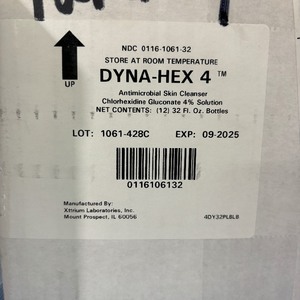 NDC 0116-1061-32
STORE AT ROOM TEMPERATURE
UP
DYNA-HEX 4 ™
Antimicrobial Skin Cleanser
Chlorhexidine Gluconate 4% Solution
NET CONTENTS: (12) 32 Fl. Oz. Bottles
LOT: 1061-428C EXP: 09-2025
0116106132
Manufactured By:
Xttrium Laboratories, Inc.
Mount Prospect, IL 60056
4DY32PLBLB